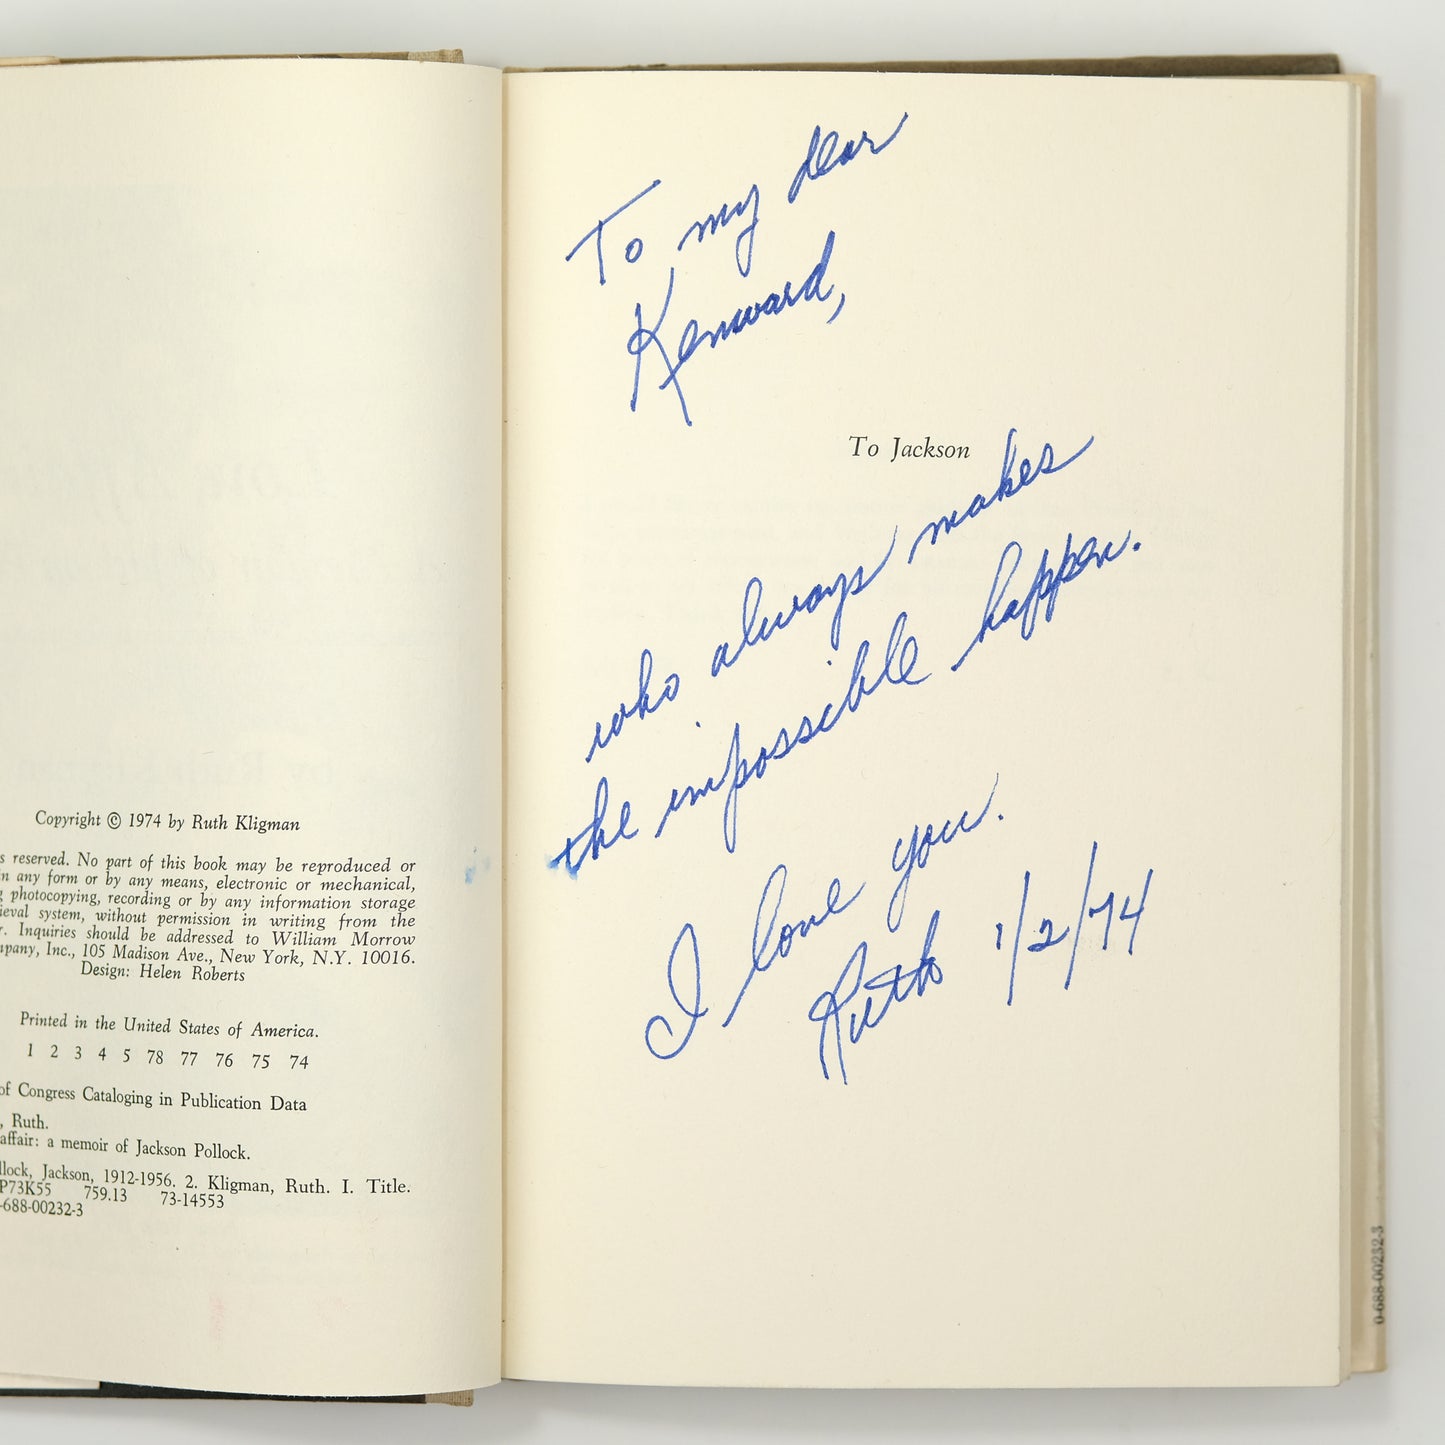 Copyright © 1974 by Ruth Kligman
reserved. No part of this book may be reproduced or
in any form or by any means, electronic or mechanical,
photocopying, recording or by any information storage
system, without permission in writing from the
Inquiries should be addressed to William Morrow
Inc., 105 Madison Ave., New York, N.Y. 10016.
Design: Helen Roberts
Printed in the United States of America.
1 2 3 4 5 78 77 76 75 74
of Congress Cataloging in Publication Data
, Ruth.
affair: a memoir of Jackson Pollock.
Jackson, 1912-1956. 2. Kligman, Ruth. I. Title.
P73K55 759.13 73-14553
-688-00232-3
To my dear
Kenward,
To Jackson
who always makes
the impossible happen.
I love you.
Ruth 1/2/74
0-688-00232-3